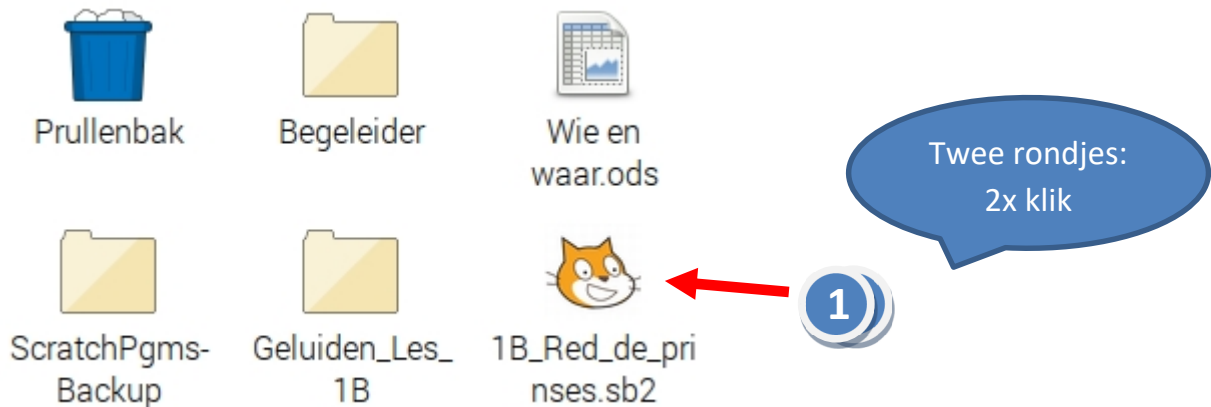 Prullenbak
Begeleider
Wie en
waar.ods
Twee rondjes:
2x klik
ScratchPgms-
Backup
Geluiden_Les_
1B
1B_Red_de_pri
nses.sb2
1